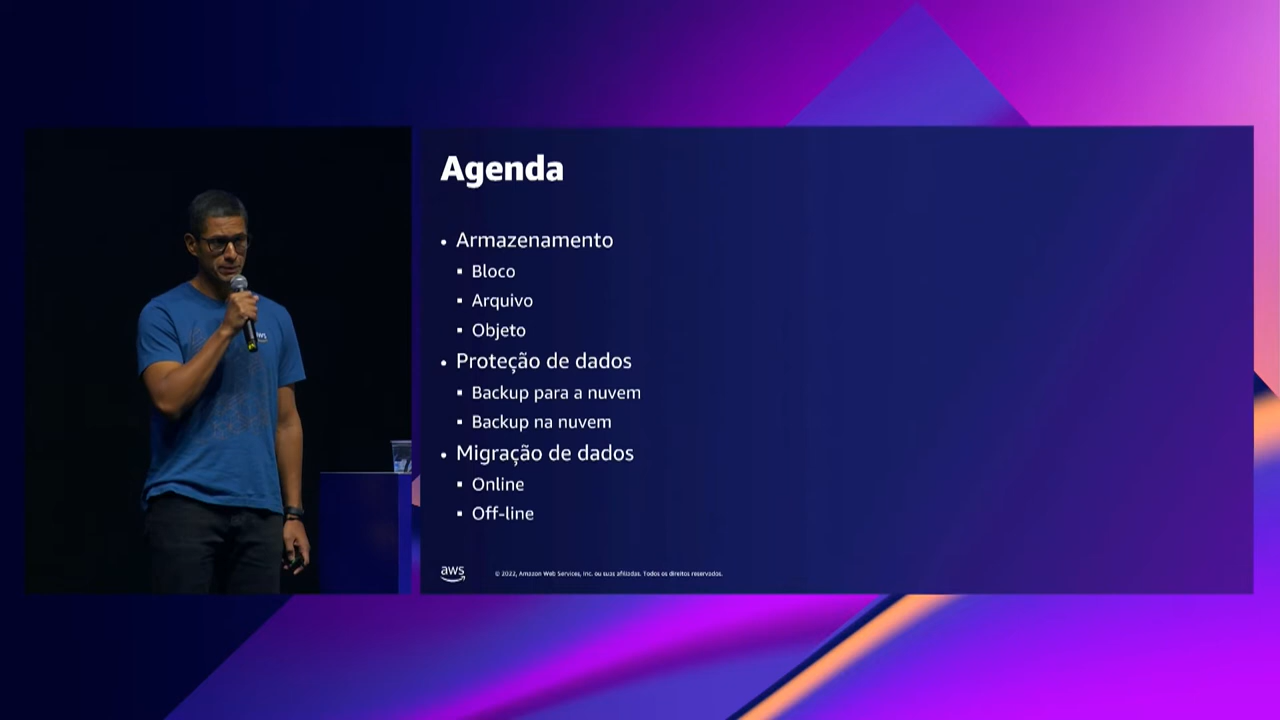 Agenda
• Armazenamento
▪ Bloco
▪ Arquivo
▪ Objeto
▪ Proteção de dados
▪ Backup para a nuvem
▪ Backup na nuvem
• Migração de dados
▪ Online
▪ Off-line
aws
© 2022, Amazon Web Services, Inc. ou suas afiliadas. Todos os direitos reservados.
aws